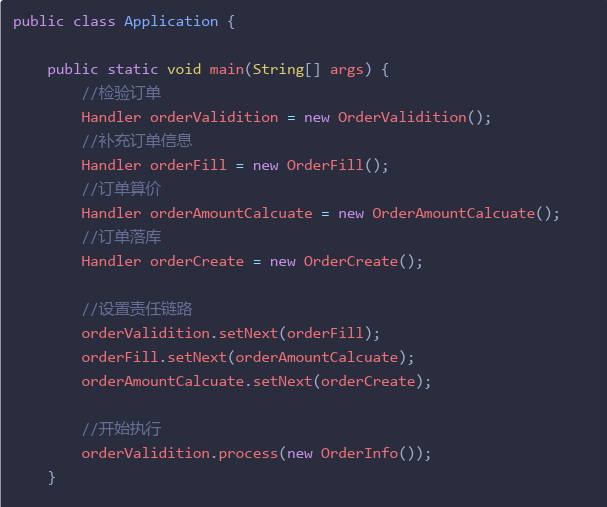 public class Application {
public static void main(String[] args) {
//检验订单
Handler orderValidition = new OrderValidition();
//补充订单信息
Handler orderFill = new OrderFill();
//订单算价
Handler orderAmountCalcuate = new OrderAmountCalcuate();
//订单落库
Handler orderCreate = new OrderCreate();
//设置责任链路
orderValidition.setNext(orderFill);
orderFill.setNext(orderAmountCalcuate);
orderAmountCalcuate.setNext(orderCreate);
//开始执行
orderValidition.process(new OrderInfo());
}